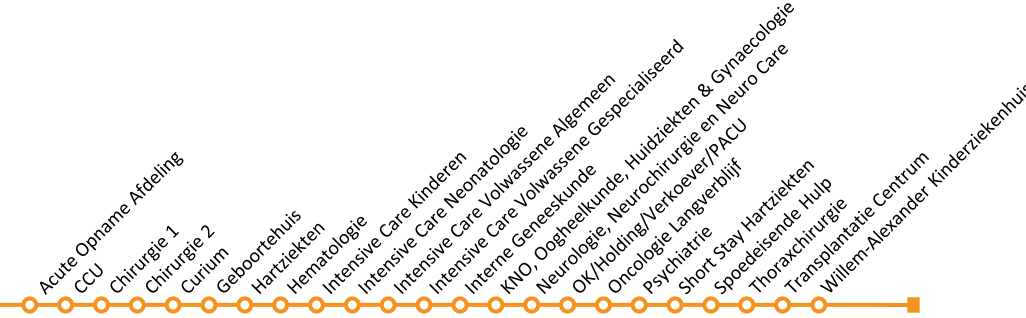 Acute Opname Afdeling
CCU
Chirurgie 1
Chirurgie 2
Curium
Geboortehuis
Hartziekten
Hematologie
Intensive Care Kinderen
Intensive Care Neonatologie
Intensive Care Volwassene Algemeen
Intensive Care Volwassene Gespecialiseerd
Interne Geneeskunde
KNO, Oogheelkunde, Huidziekten & Gynaecologie
Neurologie, Neurochirurgie en Neuro Care
OK/Holding/Verkoever/PACU
Oncologie Langverblijf
Psychiatrie
Short Stay Hartziekten
Spoedeisende Hulp
Thoraxchirurgie
Transplantatie Centrum
Willem-Alexander Kinderziekenhuis